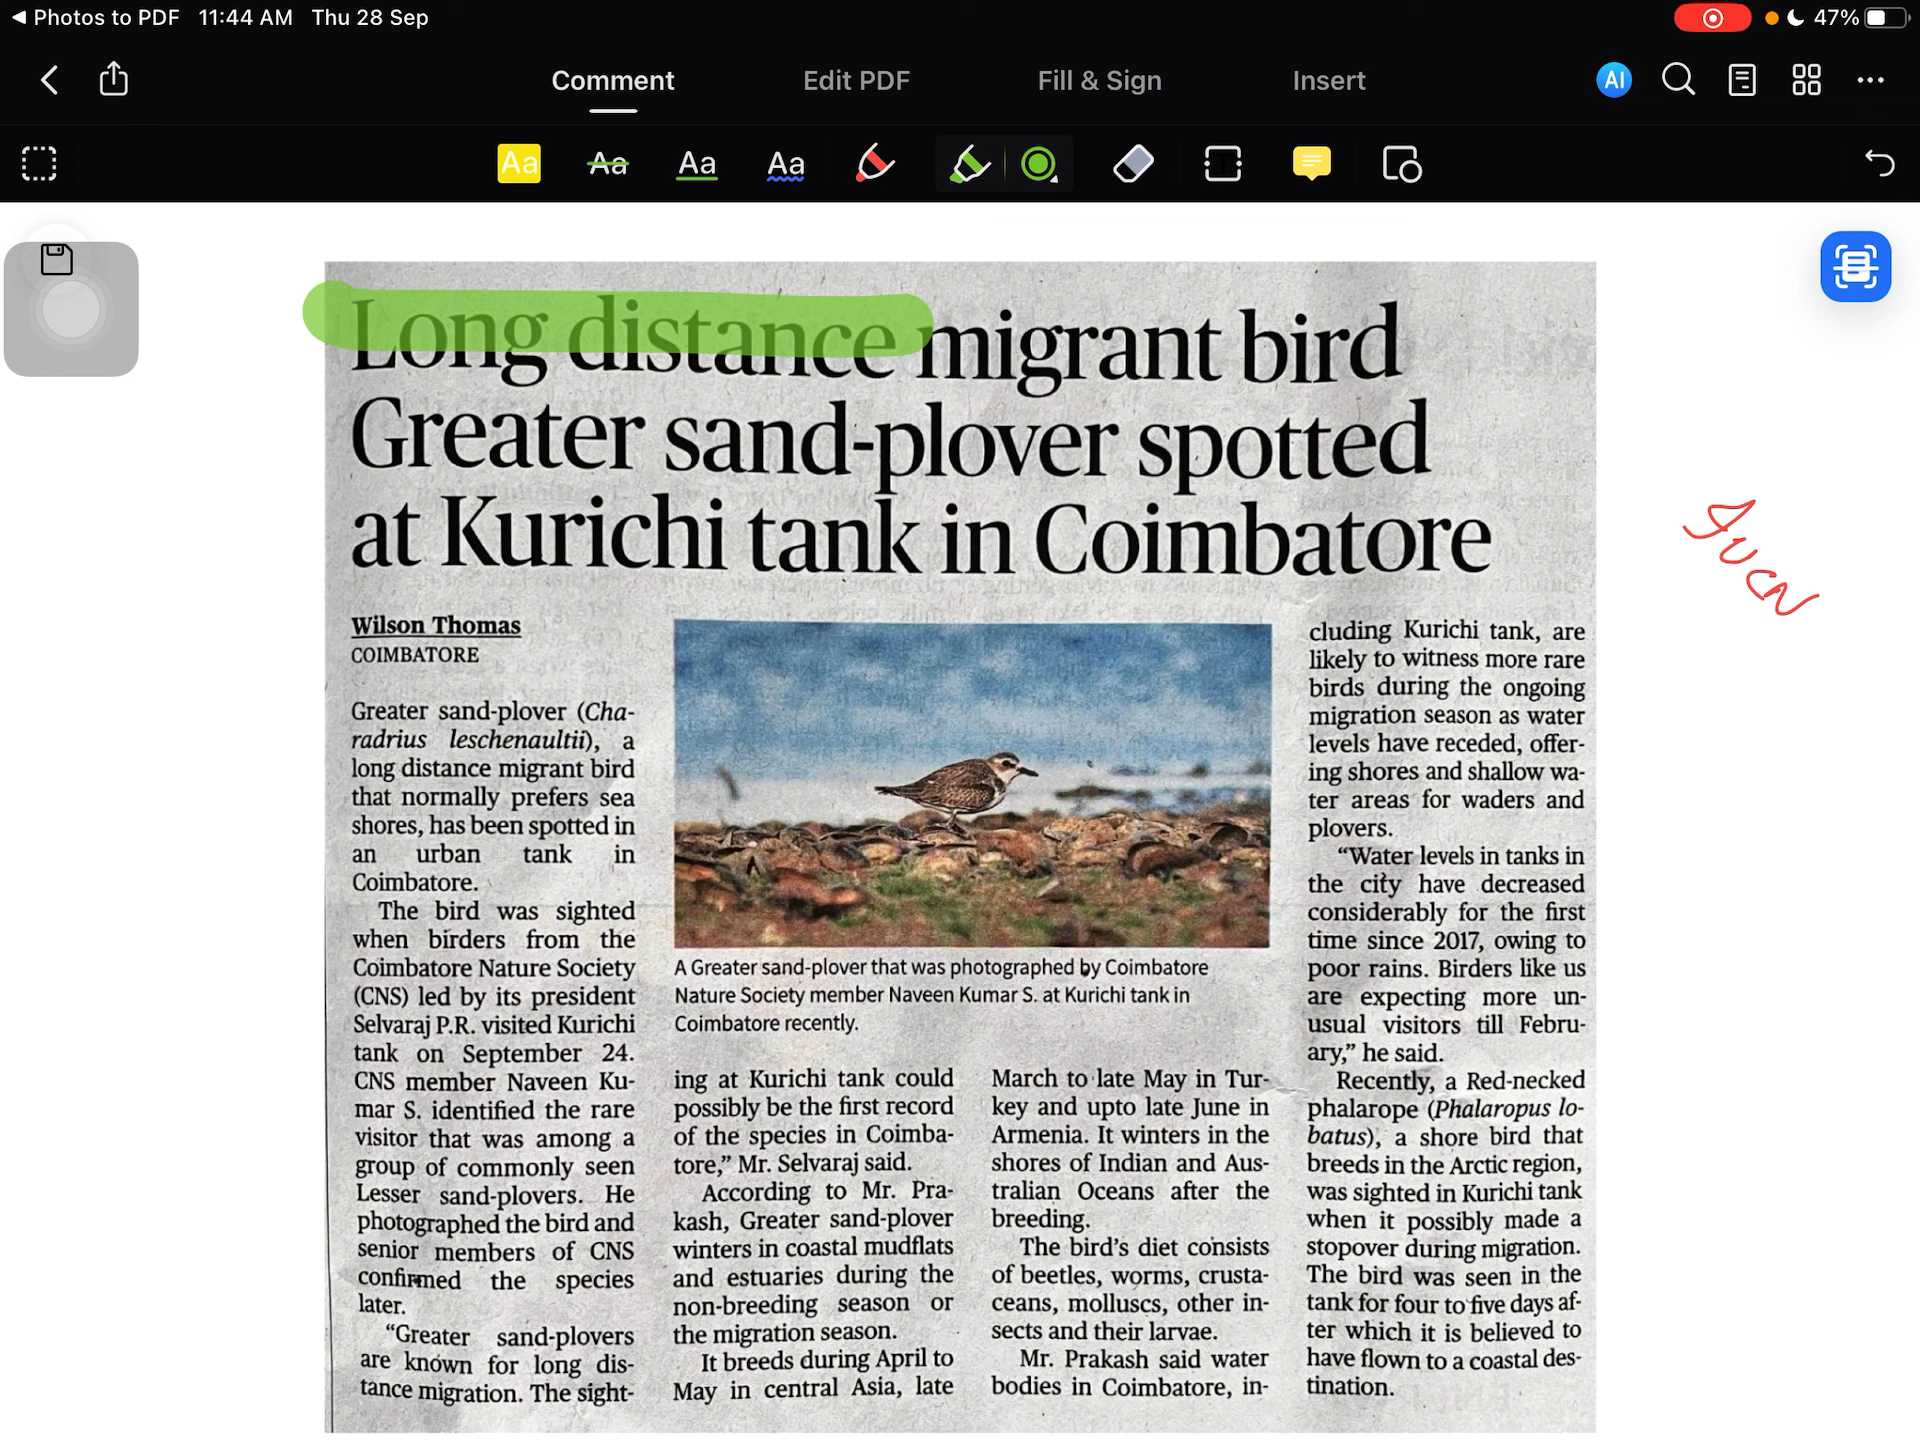 Photos to PDF 11:44 AM Thu 28 Sep
47%
Comment Edit PDF Fill & Sign Insert
AI
Aa Aa Aa Aa
T
Long distance migrant bird
Greater sand-plover spotted
at Kurichi tank in Coimbatore
IUCN
Wilson Thomas
COIMBATORE
Greater sand-plover (Cha-
radrius leschenaultii), a
long distance migrant bird
that normally prefers sea
shores, has been spotted in
an urban tank in
Coimbatore.
The bird was sighted
when birders from the
Coimbatore Nature Society
(CNS) led by its president
Selvaraj P.R. visited Kurichi
tank on September 24.
CNS member Naveen Ku-
mar S. identified the rare
visitor that was among a
group of commonly seen
Lesser sand-plovers. He
photographed the bird and
senior members of CNS
confirmed the species
later.
"Greater sand-plovers
are known for long dis-
tance migration. The sight-
A Greater sand-plover that was photographed by Coimbatore
Nature Society member Naveen Kumar S. at Kurichi tank in
Coimbatore recently.
ing at Kurichi tank could
possibly be the first record
of the species in Coimba-
tore," Mr. Selvaraj said.
According to Mr. Pra-
kash, Greater sand-plover
winters in coastal mudflats
and estuaries during the
non-breeding season or
the migration season.
It breeds during April to
May in central Asia, late
March to late May in Tur-
key and upto late June in
Armenia. It winters in the
shores of Indian and Aus-
tralian Oceans after the
breeding.
The bird's diet consists
of beetles, worms, crusta-
ceans, molluscs, other in-
sects and their larvae.
Mr. Prakash said water
bodies in Coimbatore, in-
cluding Kurichi tank, are
likely to witness more rare
birds during the ongoing
migration season as water
levels have receded, offer-
ing shores and shallow wa-
ter areas for waders and
plovers.
"Water levels in tanks in
the city have decreased
considerably for the first
time since 2017, owing to
poor rains. Birders like us
are expecting more un-
usual visitors till Febru-
ary," he said.
Recently, a Red-necked
phalarope (Phalaropus lo-
batus), a shore bird that
breeds in the Arctic region,
was sighted in Kurichi tank
when it possibly made a
stopover during migration.
The bird was seen in the
tank for four to five days af-
ter which it is believed to
have flown to a coastal des-
tination.